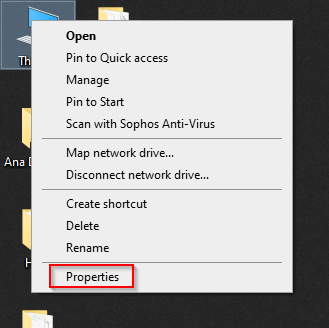 Open
Pin to Quick access
Manage
Pin to Start
Scan with Sophos Anti-Virus
Map network drive...
Disconnect network drive...
Create shortcut
Delete
Rename
Properties
Th
Ana D
H